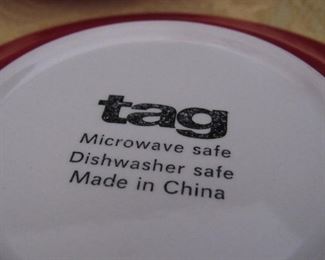 tag
Microwave safe
Dishwasher safe
Made in China